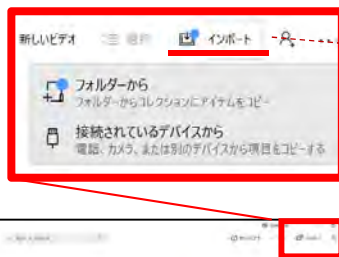 新しいビデオ 選択 インポート
フォルダーから
フォルダーからコレクションにアイテムをコピー
接続されているデバイスから
電話、カメラ、または別のデバイスから項目をコピーする